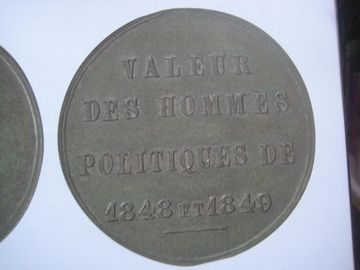 VALEUR
DES HOMMES
POLITIQUES DE
1848 ET 1849